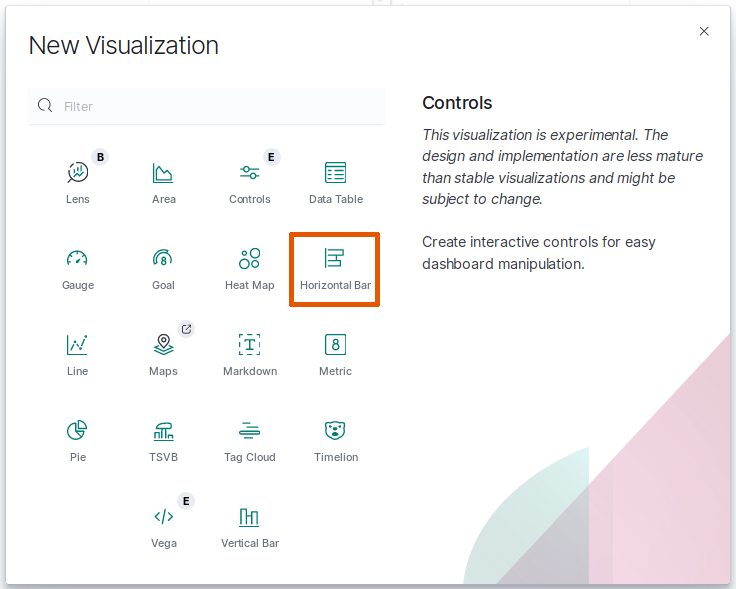 New Visualization
Filter
B
E
Lens
Area
Controls
Data Table
8
Gauge
Goal
Heat Map
Horizontal Bar
T
8
Line
Maps
Markdown
Metric
Pie
TSVB
Tag Cloud
Timelion
E
Vega
Vertical Bar
Controls
This visualization is experimental. The
design and implementation are less mature
than stable visualizations and might be
subject to change.
Create interactive controls for easy
dashboard manipulation.